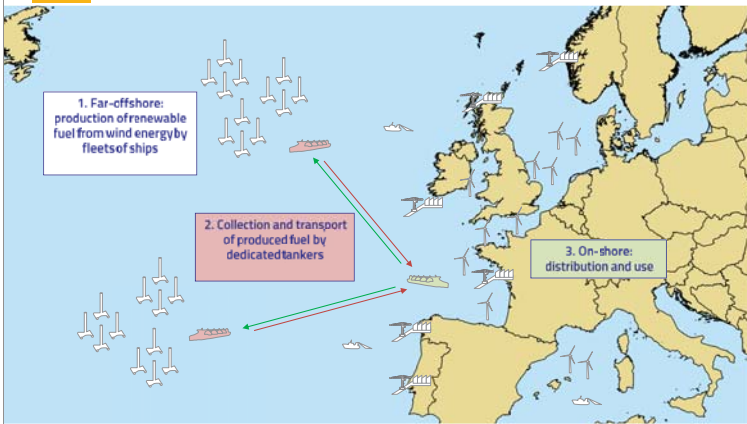 1. Far-offshore:
production of renewable
fuel from wind energy by
fleets of ships
2. Collection and transport
of produced fuel by
dedicated tankers
3. On-shore:
distribution and use